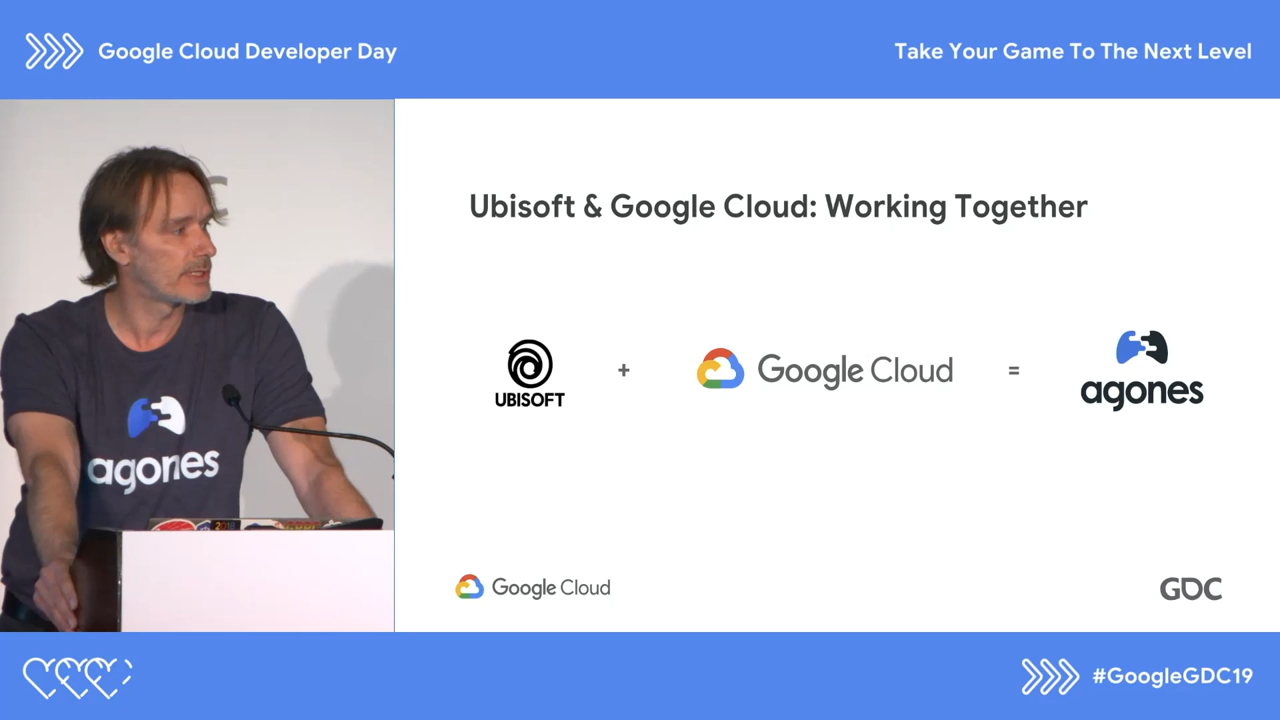 Google Cloud Developer Day
Take Your Game To The Next Level
Ubisoft & Google Cloud: Working Together
UBISOFT
+
Google Cloud
=
agones
agones
2018
Google Cloud
GDC
#GoogleGDC19